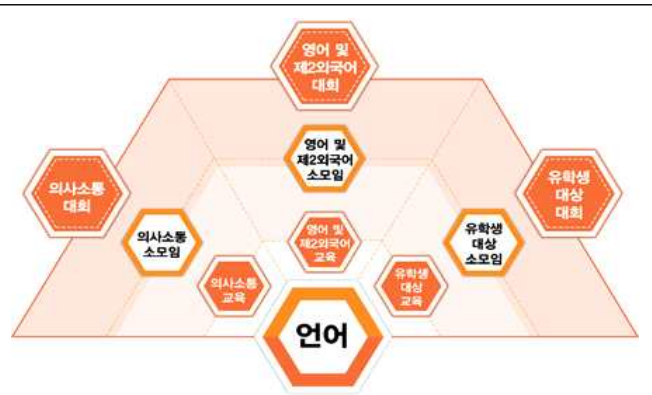 영어 및
제2외국어
대회
영어 및
제2외국어
소모임
의사소통
대회
유학생
대상
대회
의사소통
소모임
영어 및
제2외국어
교육
유학생
대상
소모임
의사소통
교육
유학생
대상
교육
언어